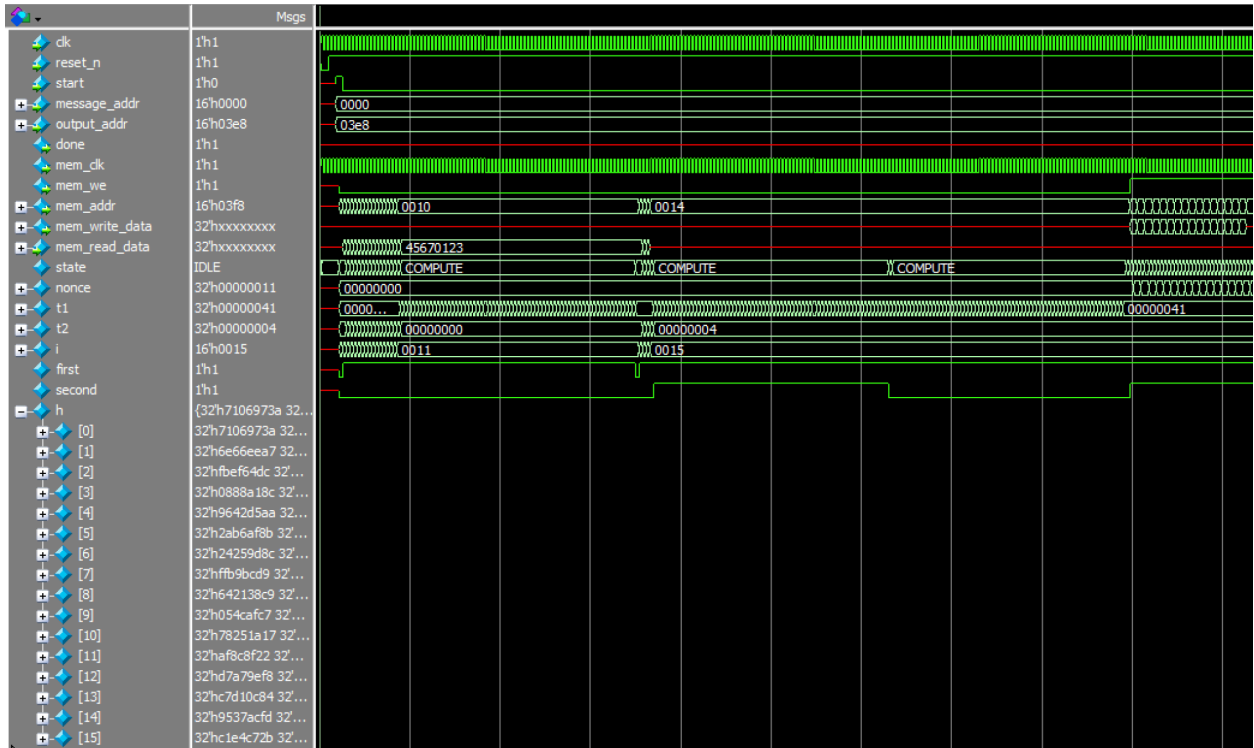 Msgs
clk 1'h1
reset_n 1'h1
start 1'h0
message_addr 16'h0000 0000
output_addr 16'h03e8 03e8
done 1'h1
mem_clk 1'h1
mem_we 1'h1
mem_addr 16'h03f8 0010 0014
mem_write_data 32'hxxxxxxxx
mem_read_data 32'hxxxxxxxx 45670123
state IDLE COMPUTE COMPUTE COMPUTE
nonce 32'h00000011 00000000
t1 32'h00000041 0000... 00000041
t2 32'h00000004 00000000 00000004
i 16'h0015 0011 0015
first 1'h1
second 1'h1
h {32'h7106973a 32...
[0] 32'h7106973a 32...
[1] 32'h6e66eea7 32'...
[2] 32'hfbef64dc 32'...
[3] 32'h0888a18c 32'...
[4] 32'h9642d5aa 32...
[5] 32'h2ab6af8b 32'...
[6] 32'h24259d8c 32'...
[7] 32'hffb9bcd9 32'...
[8] 32'h642138c9 32'...
[9] 32'h054cafc7 32'...
[10] 32'h78251a17 32'...
[11] 32'haf8c8f22 32'...
[12] 32'hd7a79ef8 32'...
[13] 32'hc7d10c84 32'...
[14] 32'h9537acfd 32'...
[15] 32'hc1e4c72b 32'...